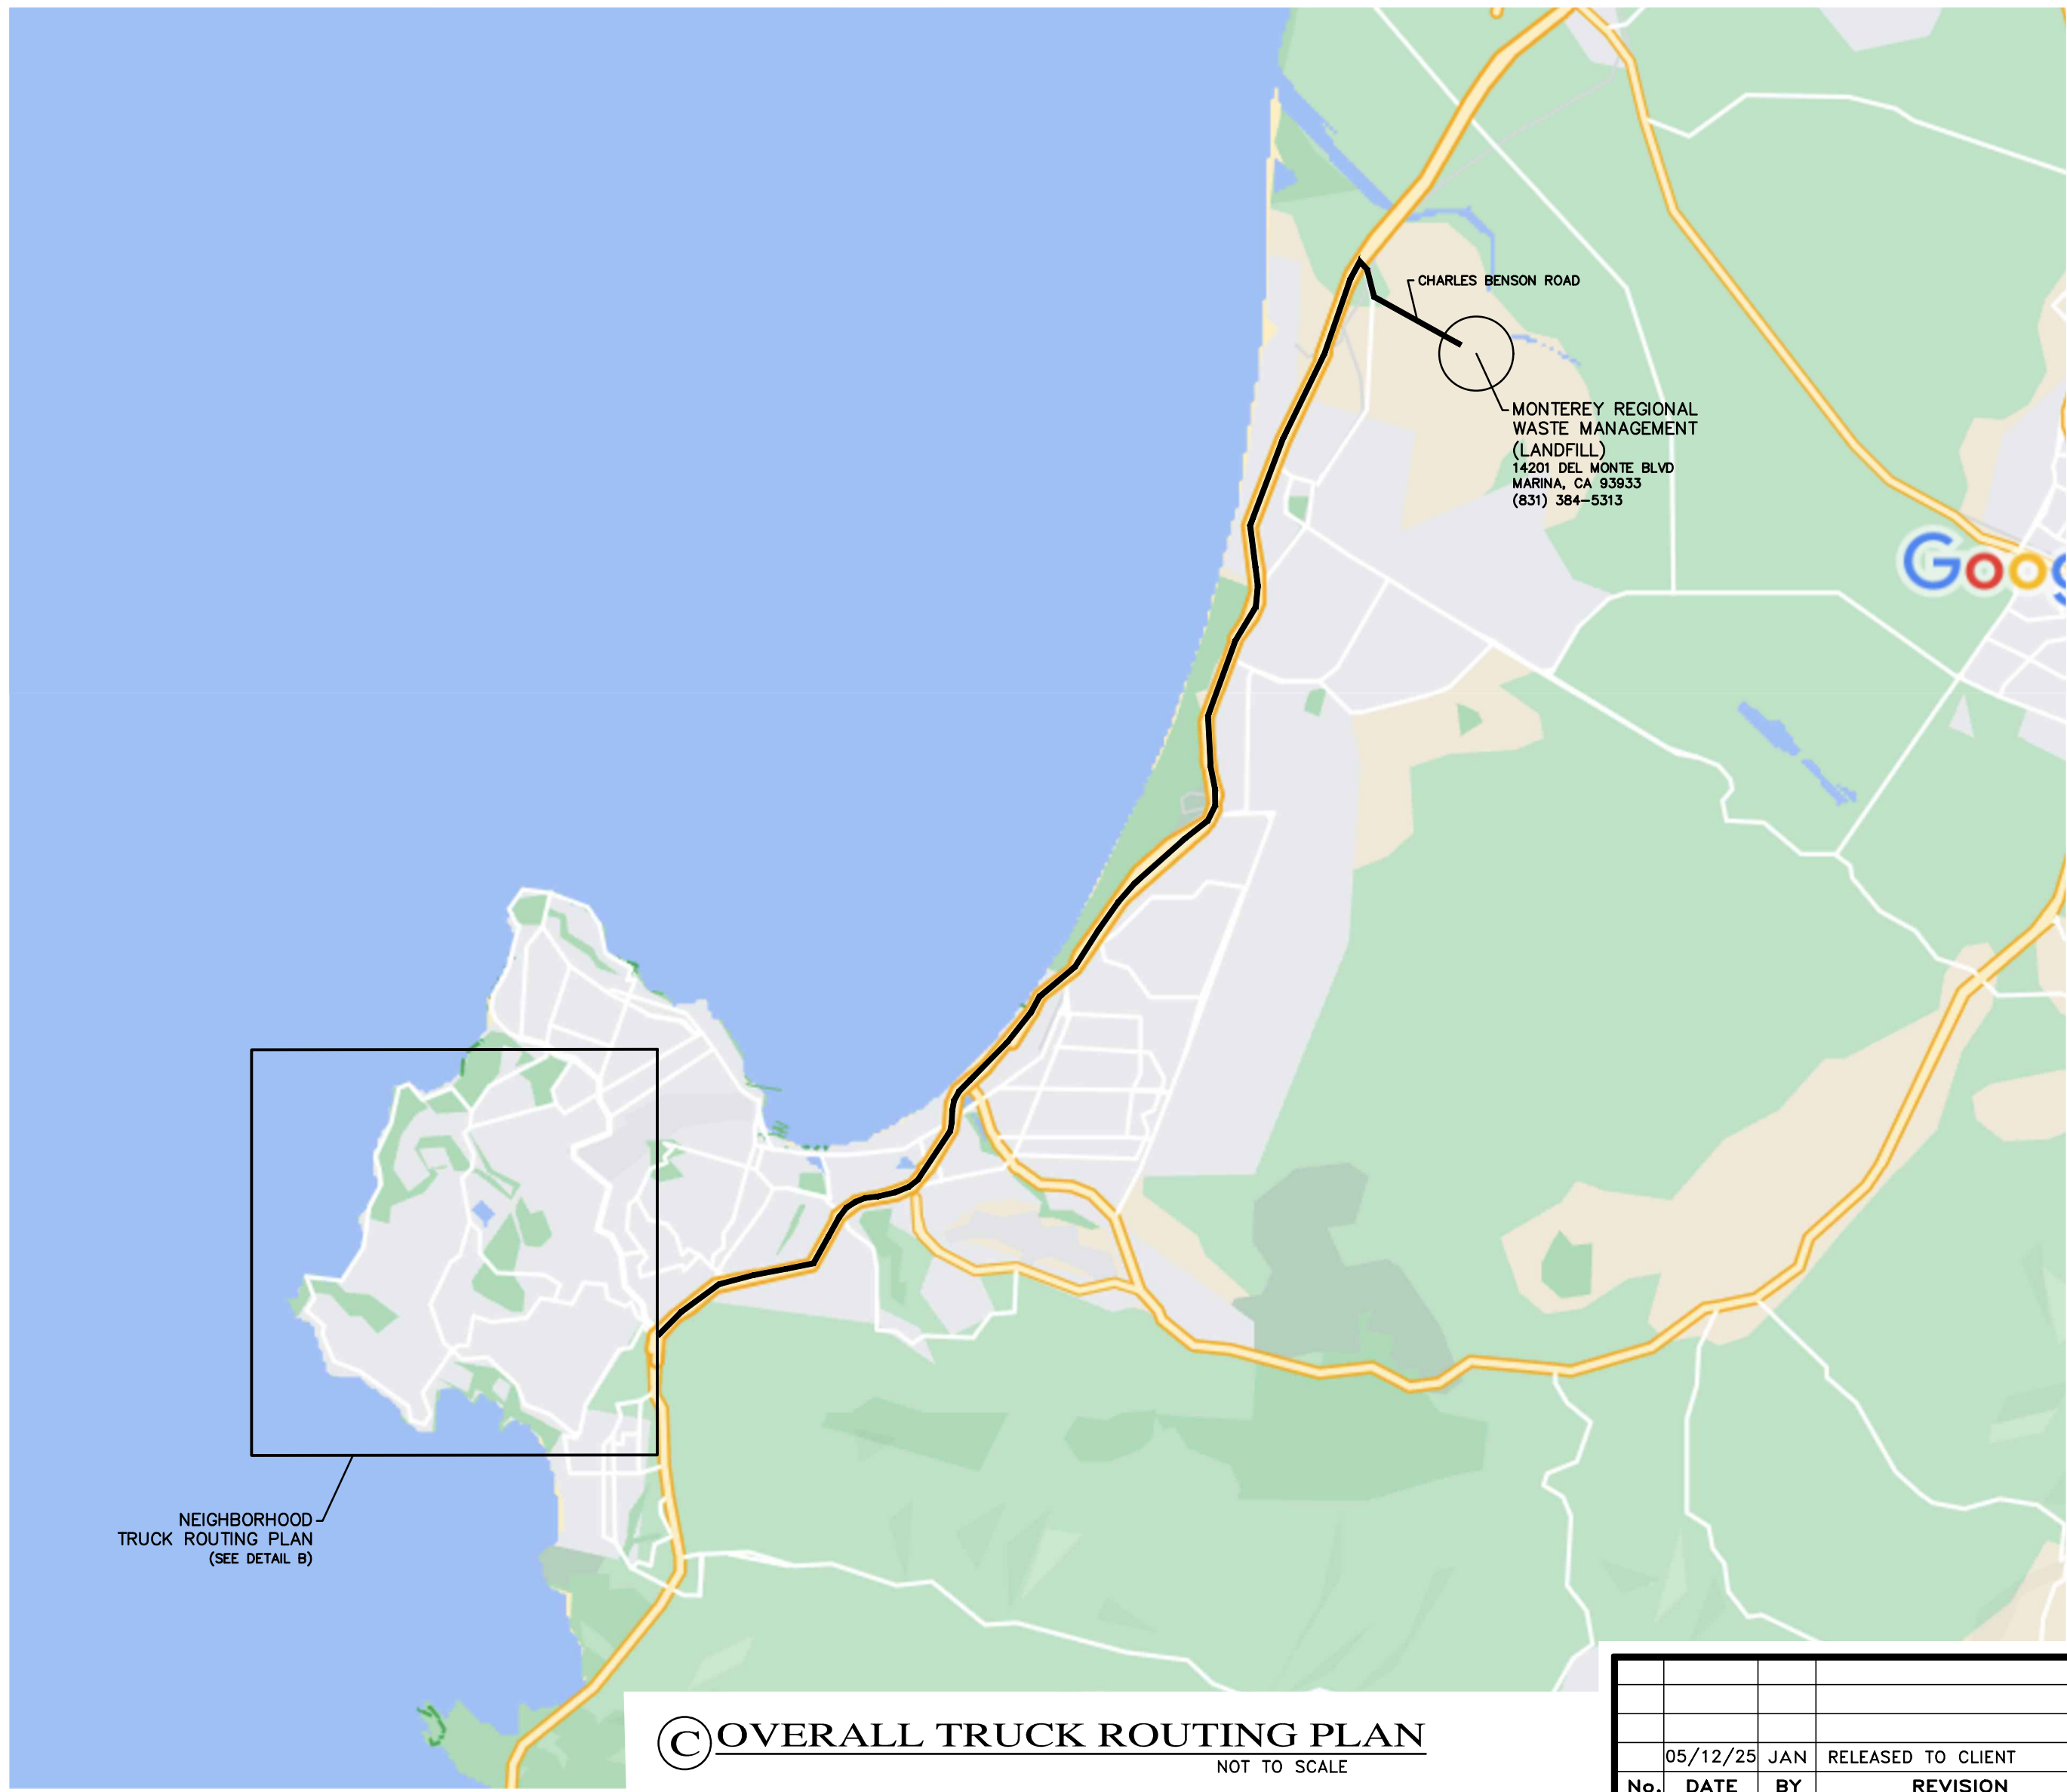 CHARLES BENSON ROAD
MONTEREY REGIONAL
WASTE MANAGEMENT
(LANDFILL)
14201 DEL MONTE BLVD
MARINA, CA 93933
(831) 384-5313
Goog
NEIGHBORHOOD
TRUCK ROUTING PLAN
(SEE DETAIL B)
C OVERALL TRUCK ROUTING PLAN
NOT TO SCALE
05/12/25 JAN RELEASED TO CLIENT
No. DATE BY REVISION